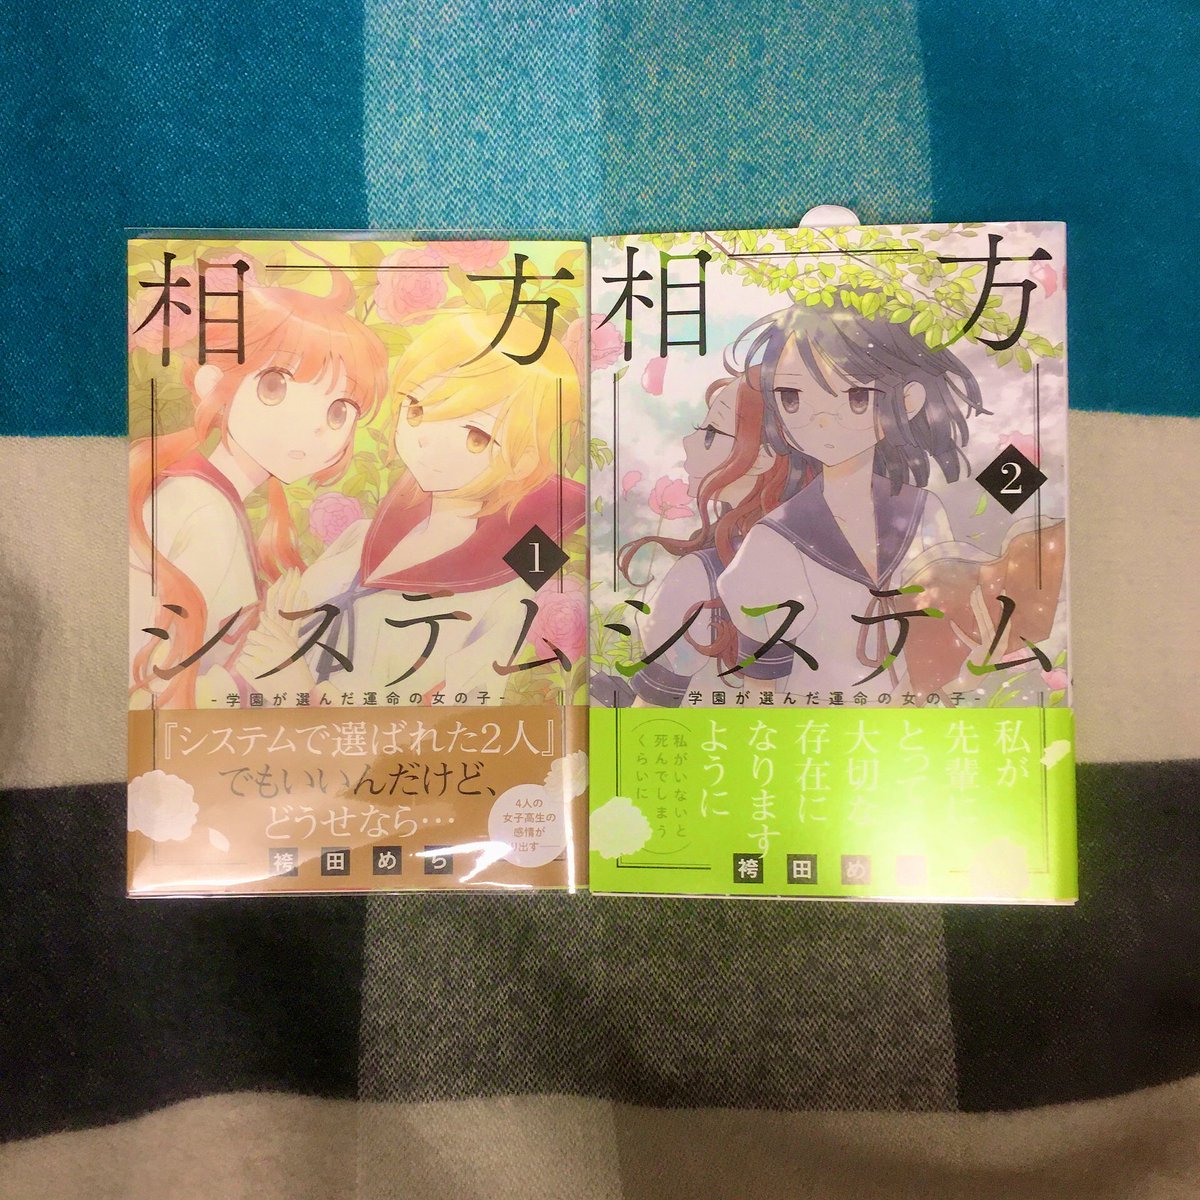 相方
システム
-学園が選んだ運命の女の子-
1
『システムで選ばれた2人』
でもいいんだけど、
どうせなら…
4人の
女子高生の
感情が
り出す
袴田めら
相方
システム
-学園が選んだ運命の女の子-
2
私が
先輩
とっ
大切な
存在に
なります
ように
(私がいないと
死んでしまう
くらいに)
袴田め